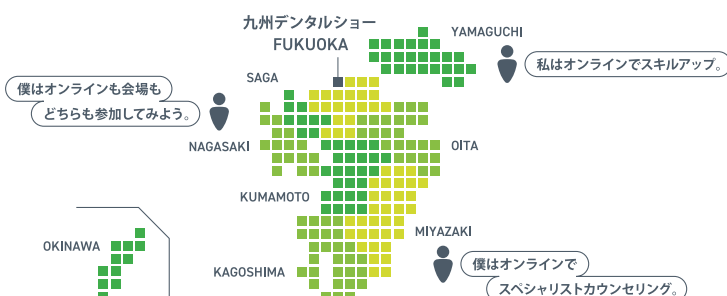 九州デンタルショー
FUKUOKA
YAMAGUCHI
私はオンラインでスキルアップ。
SAGA
僕はオンラインも会場も
どちらも参加してみよう。
NAGASAKI
OITA
KUMAMOTO
MIYAZAKI
OKINAWA
KAGOSHIMA
僕はオンラインで
スペシャリストカウンセリング。